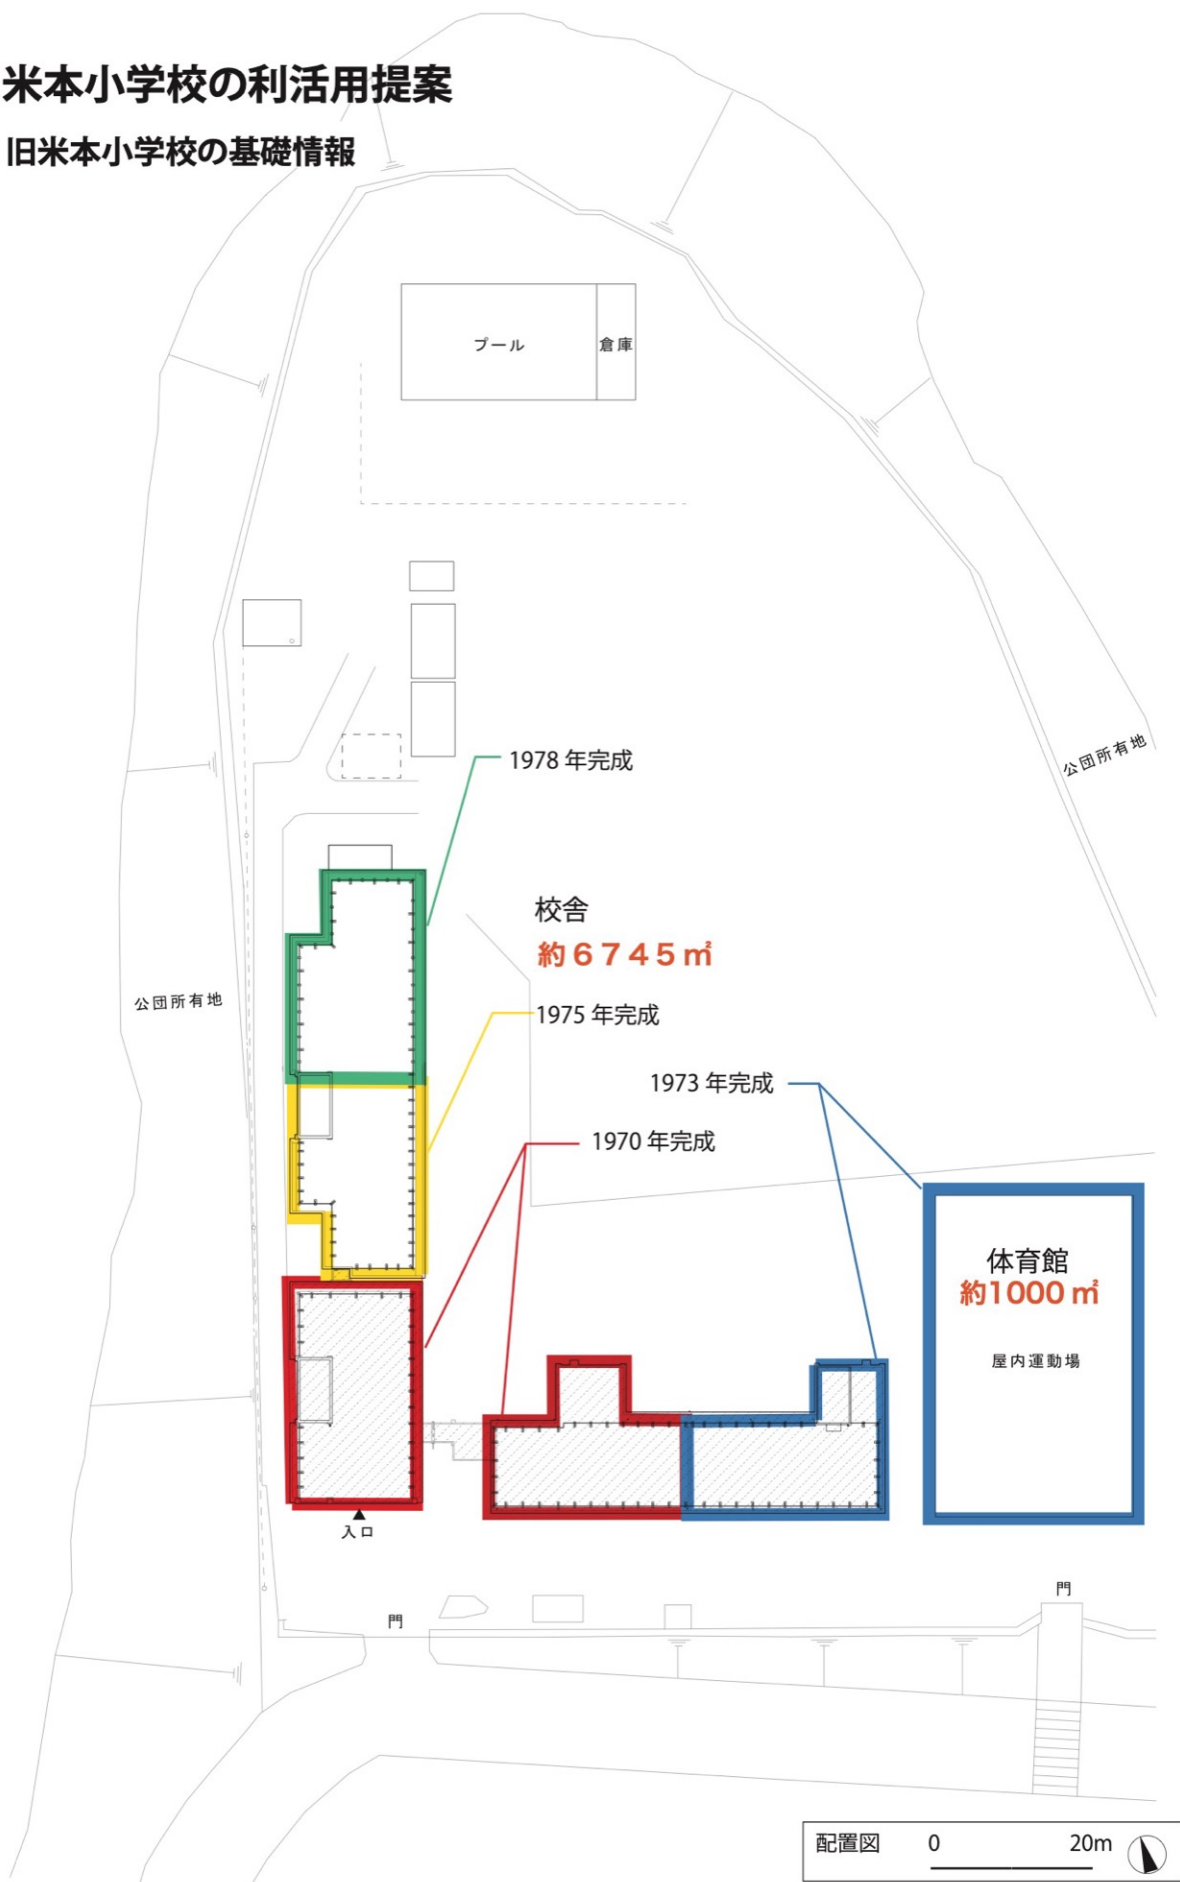 米本小学校の利活用提案
旧米本小学校の基礎情報
プール
倉庫
公団所有地
1978 年完成
校舎
約6745㎡
公団所有地
1975 年完成
1973 年完成
1970 年完成
体育館
約1000㎡
屋内運動場
入口
門
門
配置図 0 20m